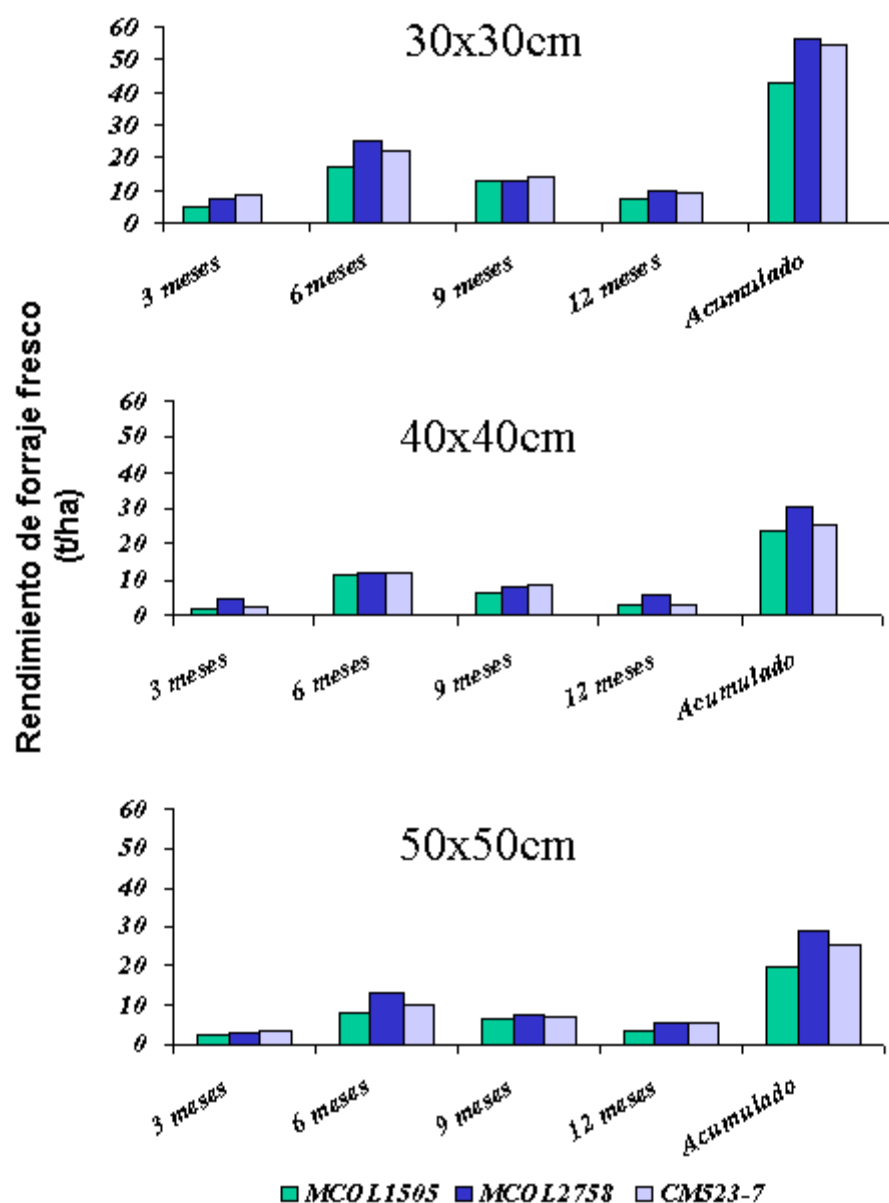 Rendimiento de forraje fresco
(t/ha)
30x30cm
60
50
40
30
20
10
0
3 meses
6 meses
9 meses
12 meses
Acumulado
40x40cm
60
50
40
30
20
10
0
3 meses
6 meses
9 meses
12 meses
Acumulado
50x50cm
60
50
40
30
20
10
0
3 meses
6 meses
9 meses
12 meses
Acumulado
MCOL1505 MCOL2758 CM523-7